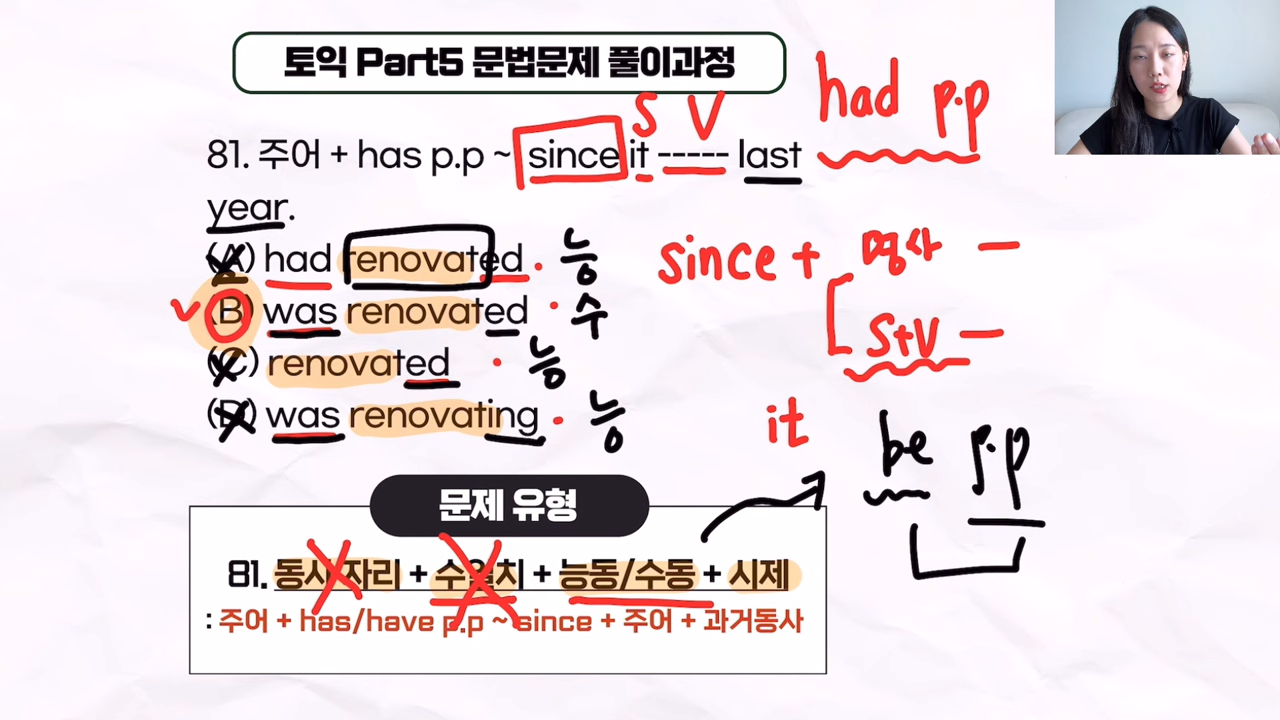 토익 Part5 문법문제 풀이과정
had p.p
S V
81. 주어 + has p.p ~ since it ----- last
year.
(A) had renovated · 능
(B) was renovated · 수
(C) renovated · 능
(D) was renovating · 능
since + 명사
S+V
it
be p.p
문제 유형
81. 동사 자리 + 수일치 + 능동/수동 + 시제
: 주어 + has/have p.p ~ since + 주어 + 과거동사